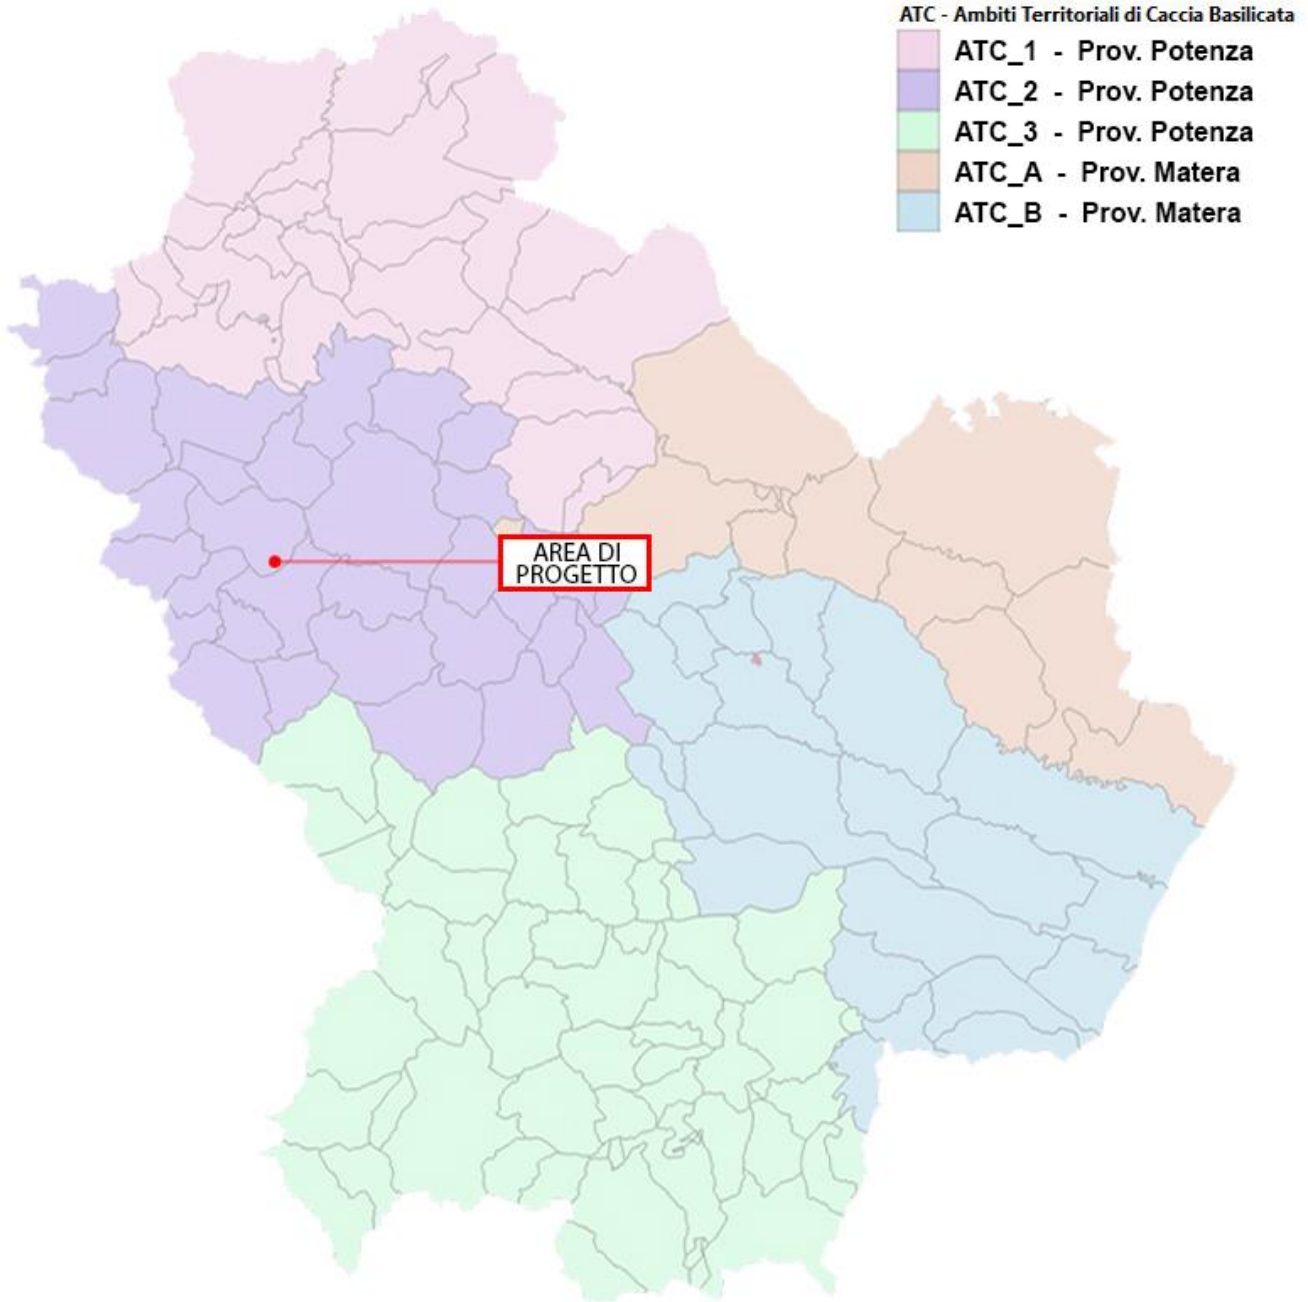 ATC - Ambiti Territoriali di Caccia Basilicata
ATC_1 - Prov. Potenza
ATC_2 - Prov. Potenza
ATC_3 - Prov. Potenza
ATC_A - Prov. Matera
ATC_B - Prov. Matera
AREA DI
PROGETTO